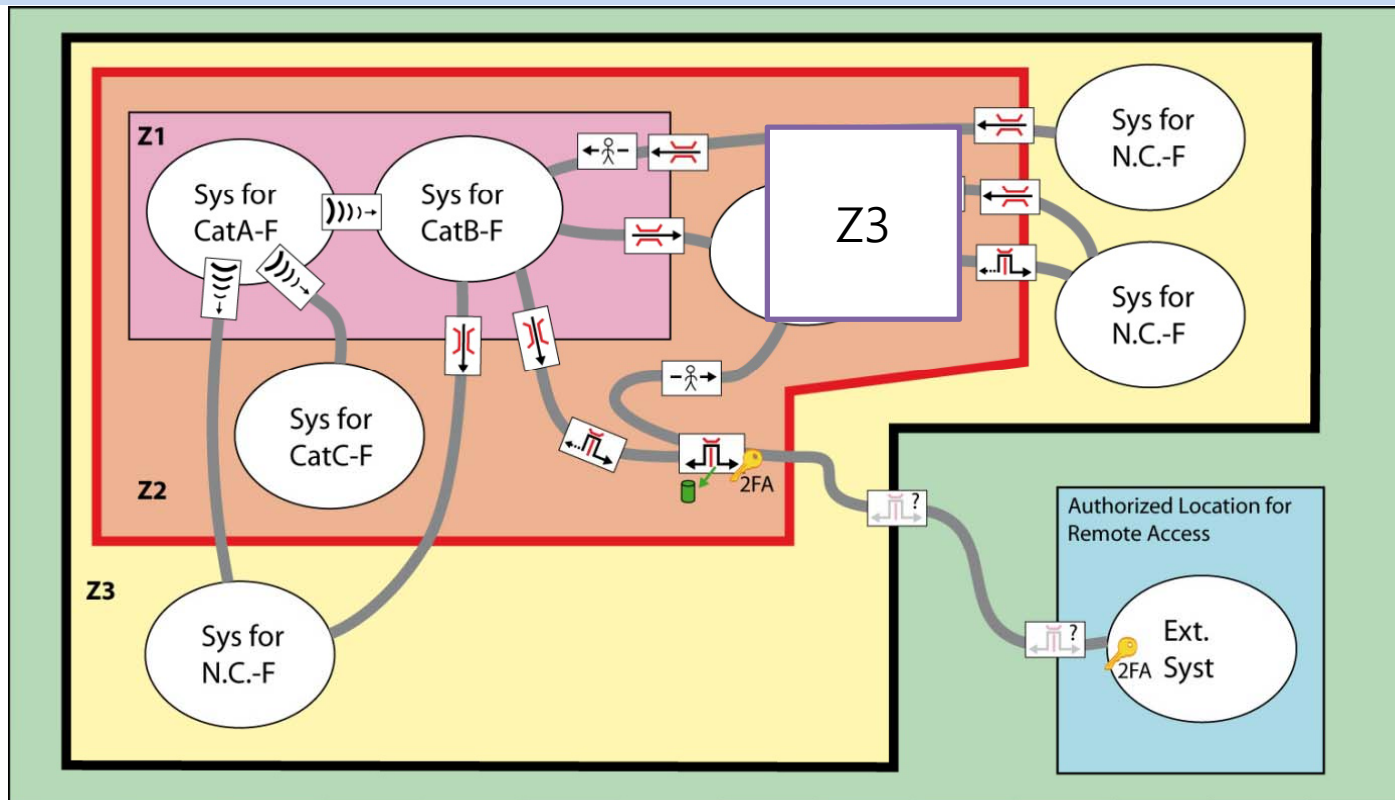 Z1
Sys for
CatA-F
Sys for
CatB-F
Z3
Sys for
N.C.-F
Sys for
N.C.-F
Sys for
CatC-F
Z2
2FA
?
Authorized Location for
Remote Access
Z3
Sys for
N.C.-F
?
2FA
Ext.
Syst